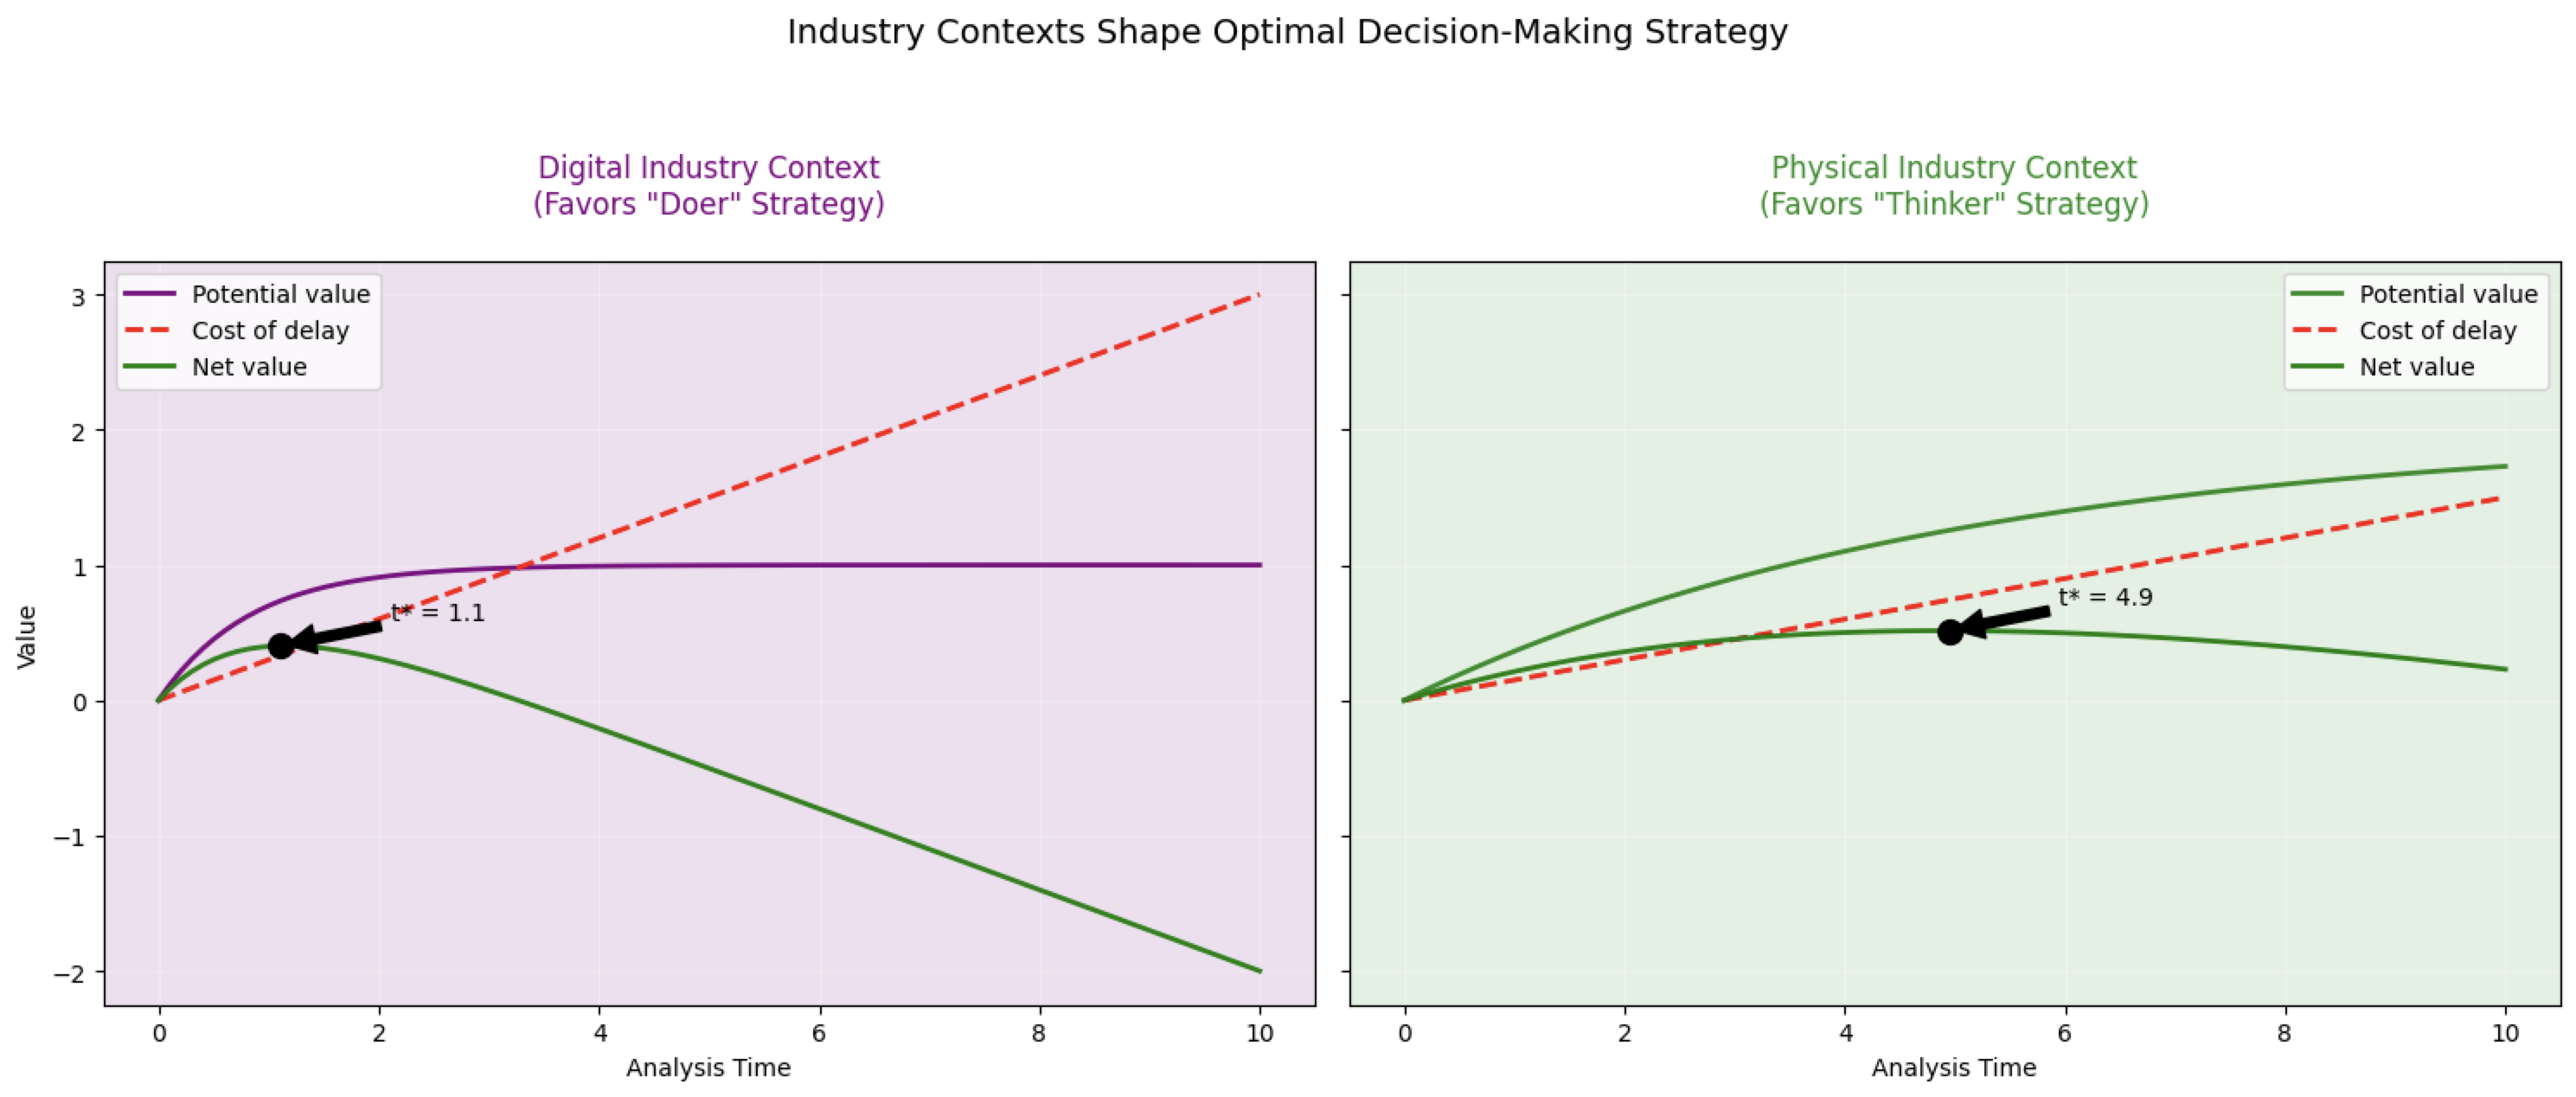 Industry Contexts Shape Optimal Decision-Making Strategy
Digital Industry Context
(Favors "Doer" Strategy)
Potential value
Cost of delay
Net value
t* = 1.1
3
2
1
0
−1
−2
Value
0
2
4
6
8
10
Analysis Time
Physical Industry Context
(Favors "Thinker" Strategy)
Potential value
Cost of delay
Net value
t* = 4.9
0
2
4
6
8
10
Analysis Time